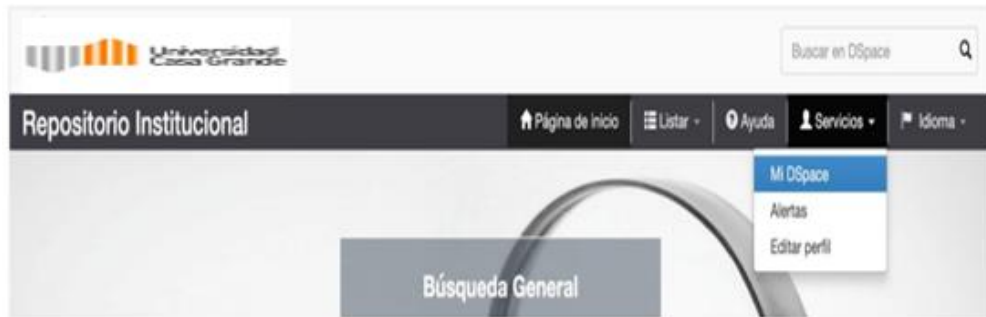 Universidad
Casa Grande
Buscar en DSpace
Repositorio Institucional
Página de inicio
Listar
Ayuda
Servicios
Idioma
Mi DSpace
Alertas
Editar perfil
Búsqueda General